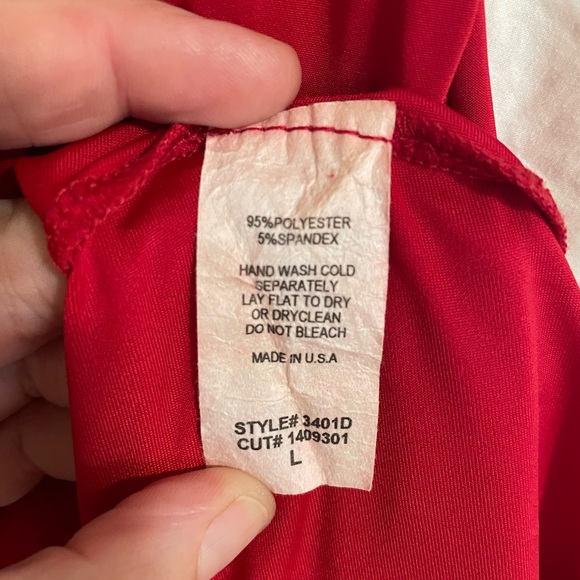 95%POLYESTER
5%SPANDEX
HAND WASH COLD
SEPARATELY
LAY FLAT TO DRY
OR DRYCLEAN
DO NOT BLEACH
MADE IN U.S.A
STYLE# 3401D
CUT# 1409301
L